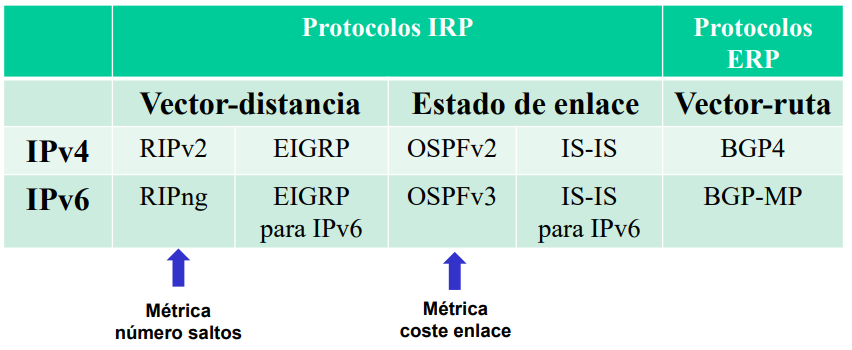 Protocolos IRP
Protocolos
ERP
Vector-distancia Estado de enlace Vector-ruta
IPv4 RIPv2 EIGRP OSPFv2 IS-IS BGP4
IPv6 RIPng EIGRP OSPFv3 IS-IS BGP-MP
para IPv6 para IPv6
Métrica
número saltos
Métrica
coste enlace